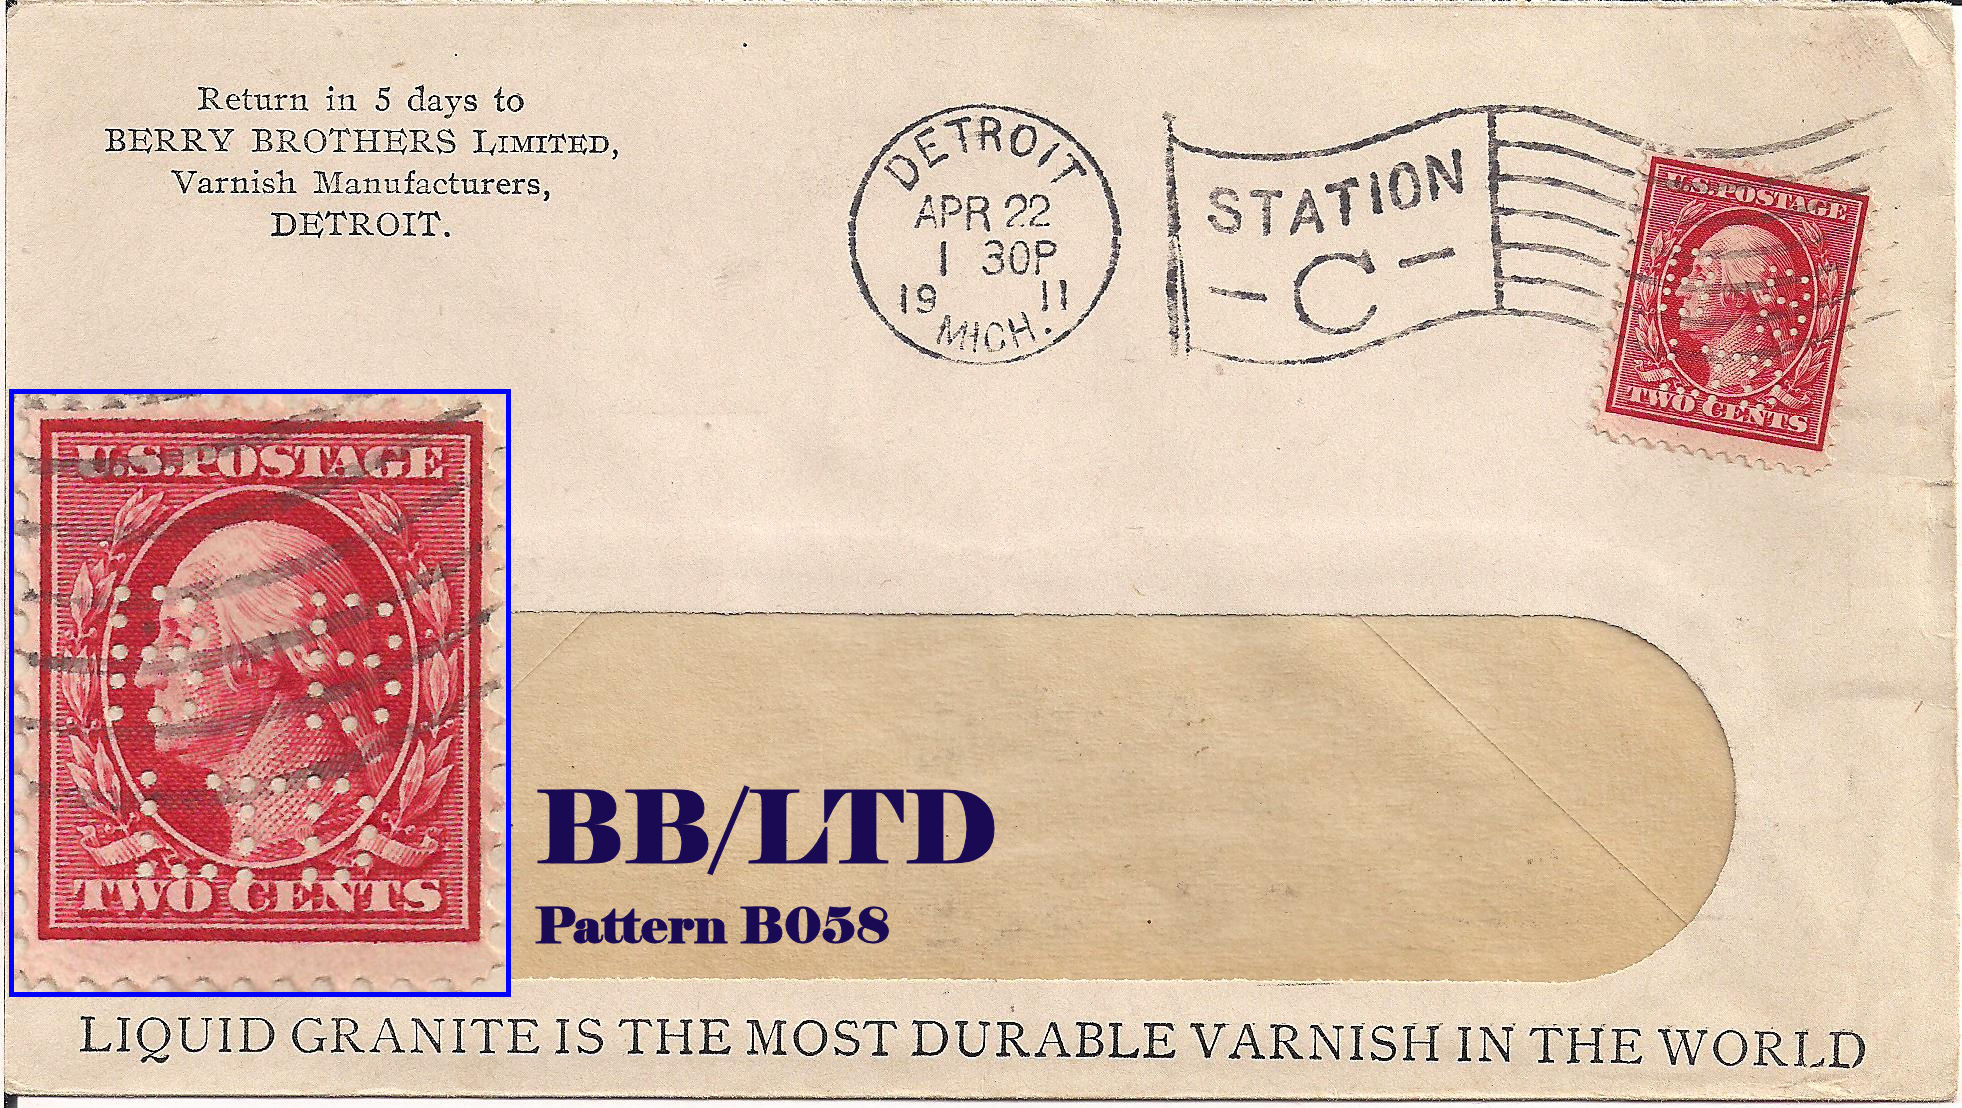 Return in 5 days to
BERRY BROTHERS LIMITED,
Varnish Manufacturers,
DETROIT.
DETROIT
APR 22
1 30P
19 11
MICH.
STATION
- C -
U.S. POSTAGE
TWO CENTS
U.S. POSTAGE
BB
LTD
TWO CENTS
BB/LTD
Pattern B058
LIQUID GRANITE IS THE MOST DURABLE VARNISH IN THE WORLD